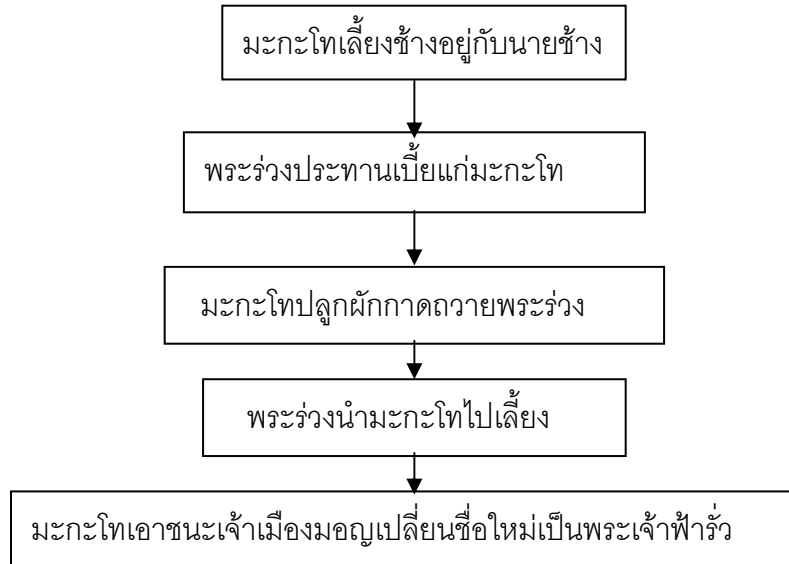 มะกะโทเลี้ยงช้างอยู่กับนายช้าง
พระร่วงประทานเบี้ยแก่มะกะโท
มะกะโทปลูกผักกาดถวายพระร่วง
พระร่วงนำมะกะโทไปเลี้ยง
มะกะโทเอาชนะเจ้าเมืองมอญเปลี่ยนชื่อใหม่เป็นพระเจ้าฟ้ารั่ว